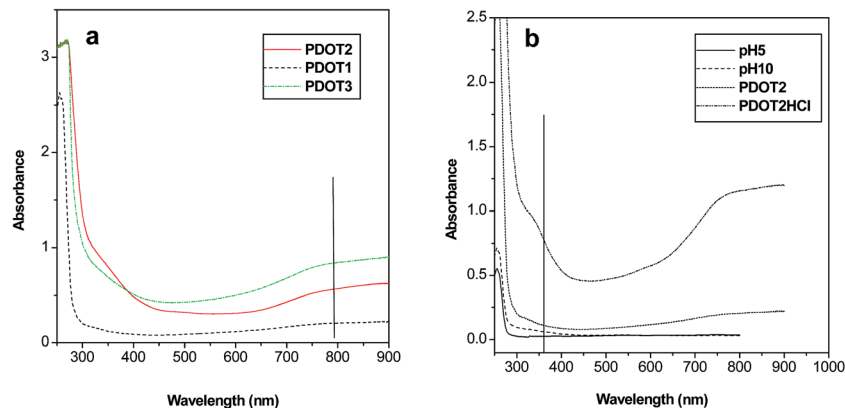 a
PDOT2
PDOT1
PDOT3
3
2
1
0
300 400 500 600 700 800 900
Wavelength (nm)
Absorbance
b
pH5
pH10
PDOT2
PDOT2HCl
2.5
2.0
1.5
1.0
0.5
0.0
300 400 500 600 700 800 900 1000
Wavelength (nm)
Absorbance